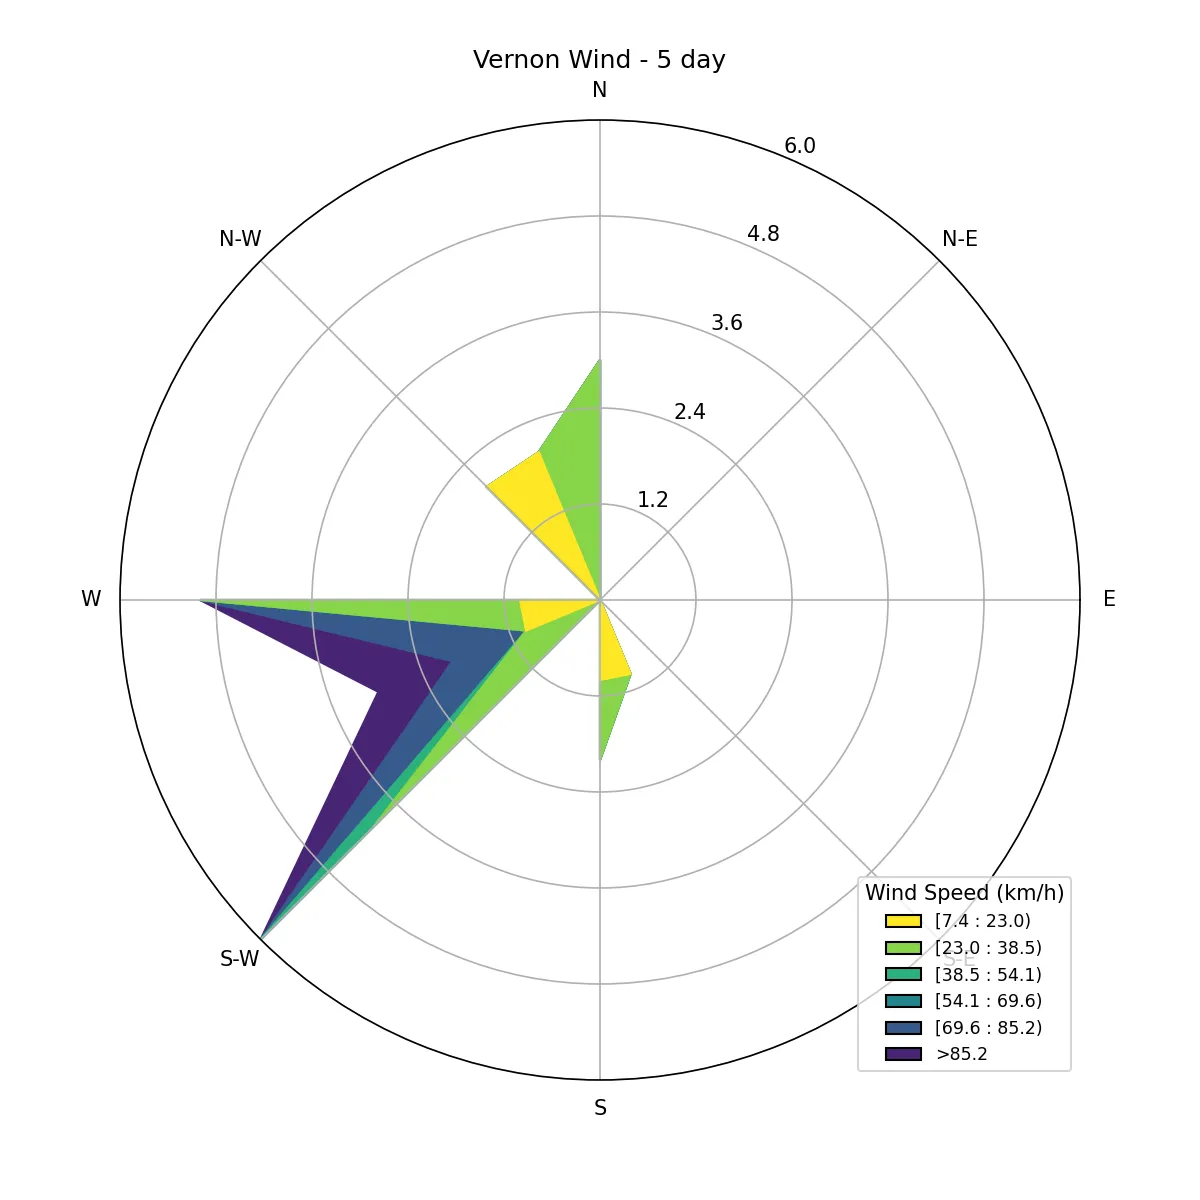 Vernon Wind - 5 day
N
6.0
N-W
4.8
N-E
3.6
2.4
1.2
W
E
S-W
S-E
S
Wind Speed (km/h)
[7.4 : 23.0)
[23.0 : 38.5)
[38.5 : 54.1)
[54.1 : 69.6)
[69.6 : 85.2)
>85.2